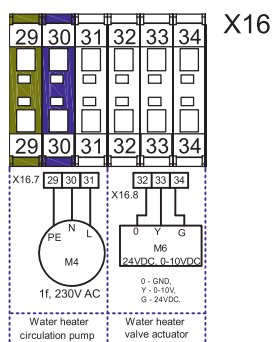 X16
29 30 31 32 33 34
29 30 31 32 33 34
X16.7 29 30 31
32 33 34
X16.8
PE N L
M4
1f, 230V AC
0 Y G
M6
24VDC, 0-10VDC
0 - GND,
Y - 0-10V,
G - 24VDC.
Water heater
circulation pump
Water heater
valve actuator